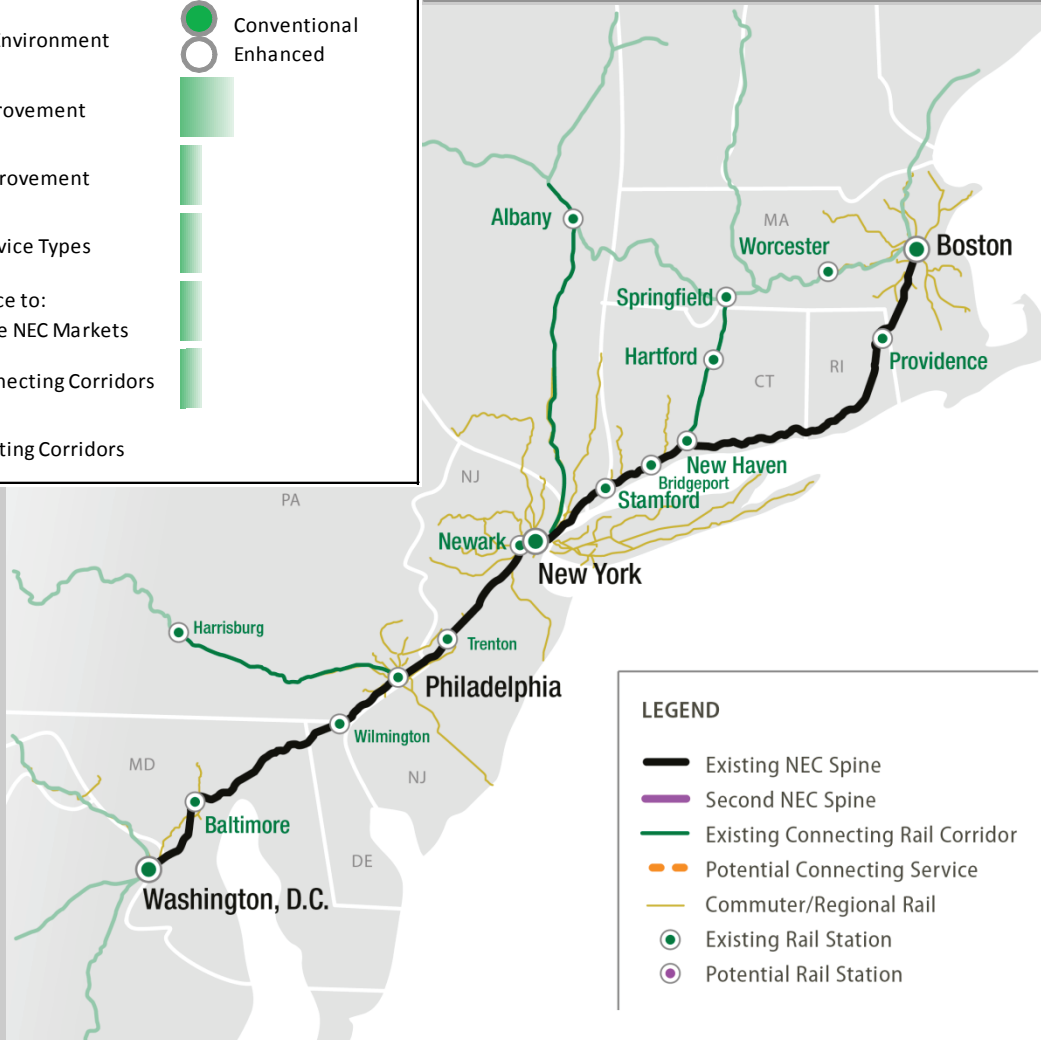 Conventional
Environment
Enhanced
rovement
rovement
vice Types
ce to:
e NEC Markets
necting Corridors
ting Corridors
Albany
MA
Worcester
Boston
Springfield
Hartford
Providence
CT
RI
New Haven
Bridgeport
Stamford
NJ
PA
Newark
New York
Harrisburg
Trenton
Philadelphia
Wilmington
MD
NJ
Baltimore
DE
Washington, D.C.
LEGEND
Existing NEC Spine
Second NEC Spine
Existing Connecting Rail Corridor
Potential Connecting Service
Commuter/Regional Rail
Existing Rail Station
Potential Rail Station